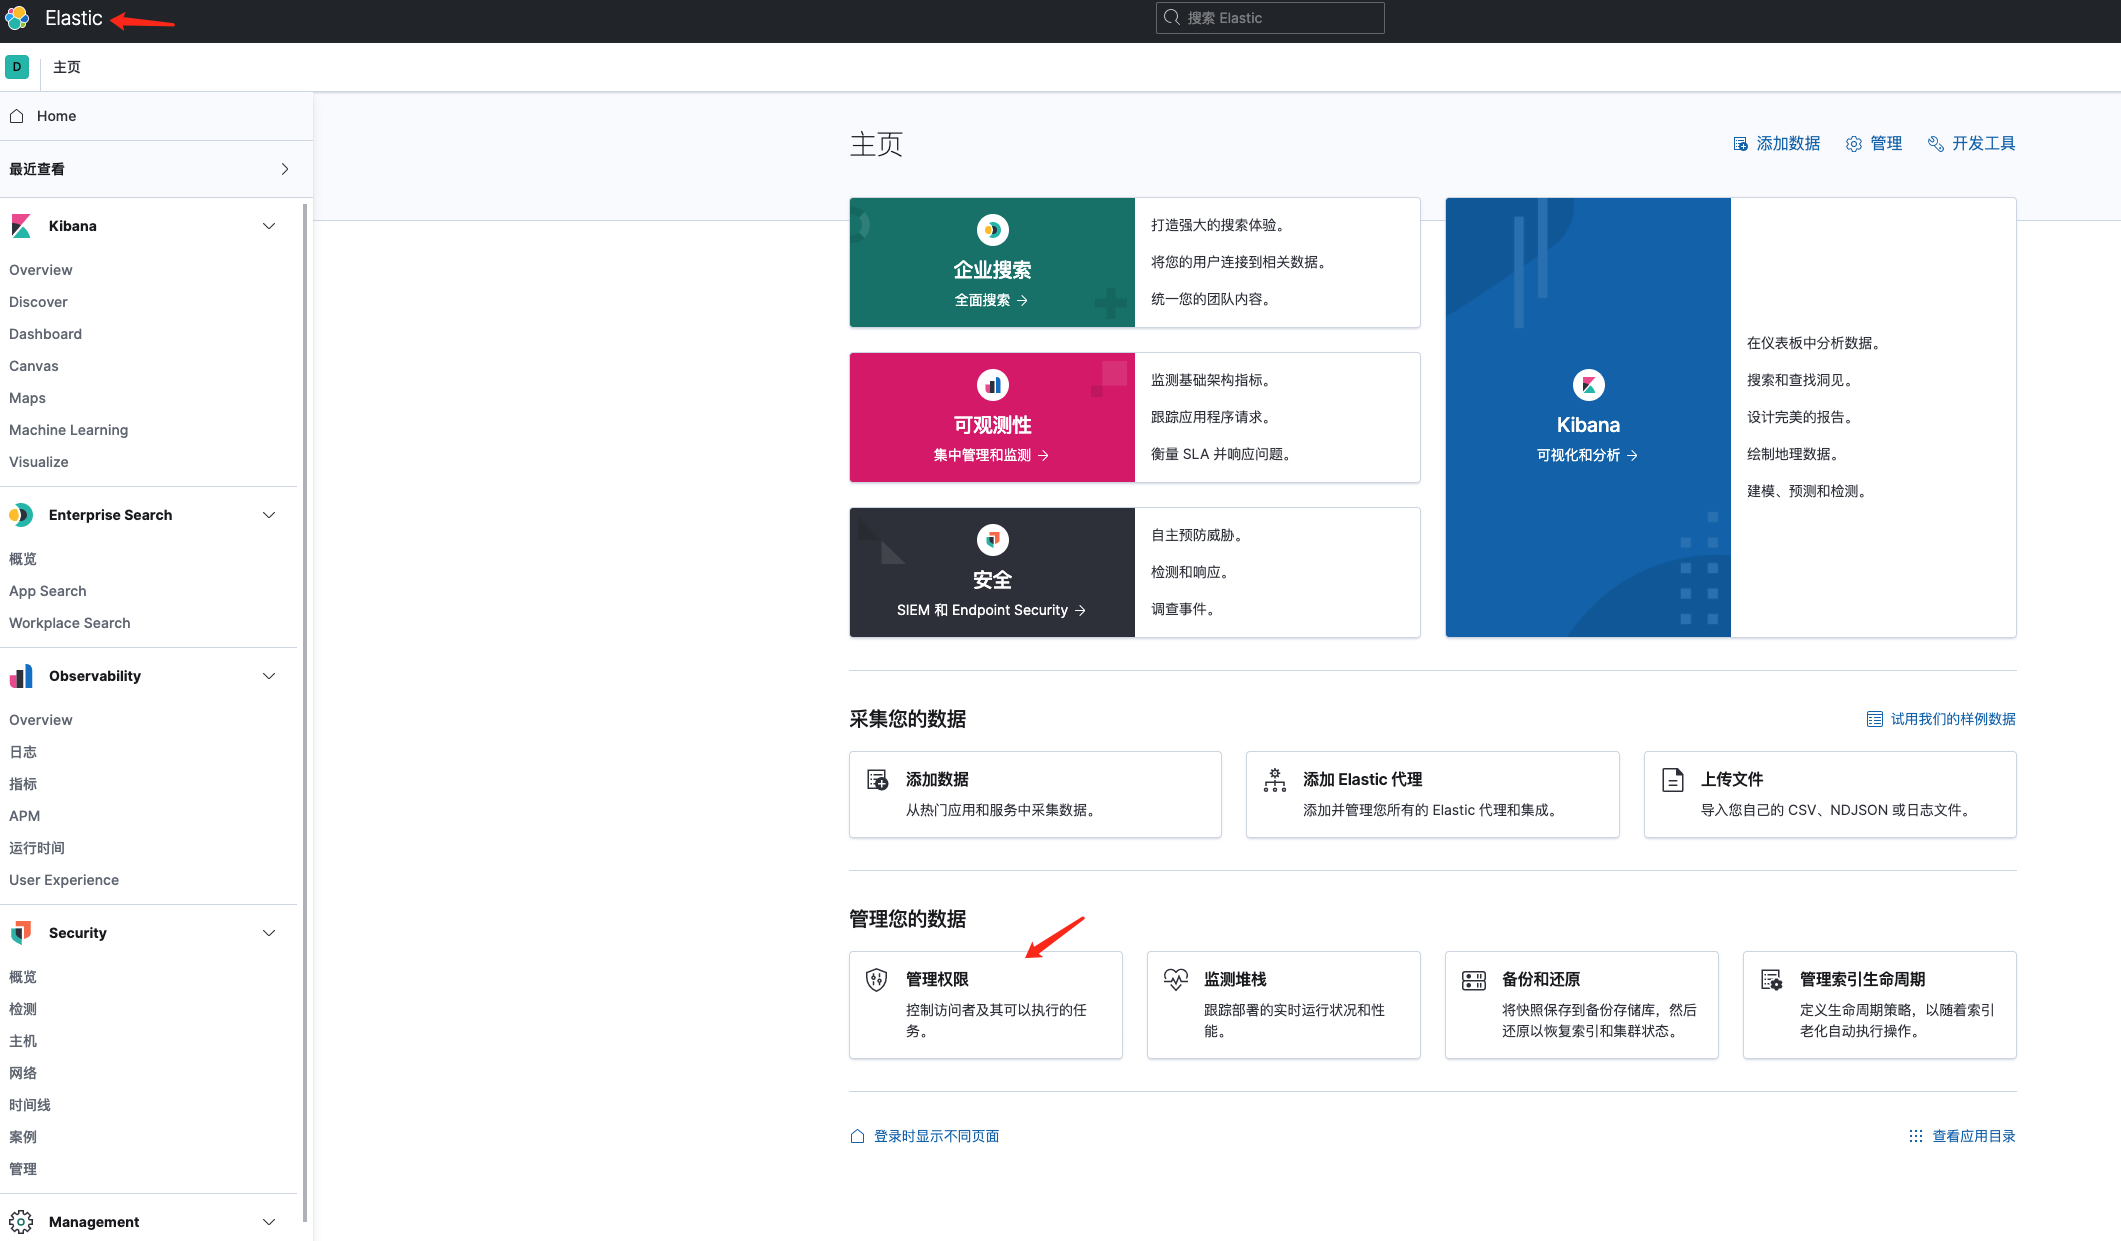 Elastic
搜索 Elastic
D
主页
Home
最近查看
Kibana
Overview
Discover
Dashboard
Canvas
Maps
Machine Learning
Visualize
Enterprise Search
概览
App Search
Workplace Search
Observability
Overview
日志
指标
APM
运行时间
User Experience
Security
概览
检测
主机
网络
时间线
案例
管理
Management
主页
添加数据
管理
开发工具
企业搜索
全面搜索 →
打造强大的搜索体验。
将您的用户连接到相关数据。
统一您的团队内容。
可观测性
集中管理和监测 →
监测基础架构指标。
跟踪应用程序请求。
衡量 SLA 并响应问题。
安全
SIEM 和 Endpoint Security →
自主预防威胁。
检测和响应。
调查事件。
Kibana
可视化和分析 →
在仪表板中分析数据。
搜索和查找洞见。
设计完美的报告。
绘制地理数据。
建模、预测和检测。
采集您的数据
试用我们的样例数据
添加数据
从热门应用和服务中采集数据。
添加 Elastic 代理
添加并管理您所有的 Elastic 代理和集成。
上传文件
导入您自己的 CSV、NDJSON 或日志文件。
管理您的数据
管理权限
控制访问者及其可以执行的任
务。
监测堆栈
跟踪部署的实时运行状况和性
能。
备份和还原
将快照保存到备份存储库，然后
还原以恢复索引和集群状态。
管理索引生命周期
定义生命周期策略，以随着索引
老化自动执行操作。
登录时显示不同页面
查看应用目录